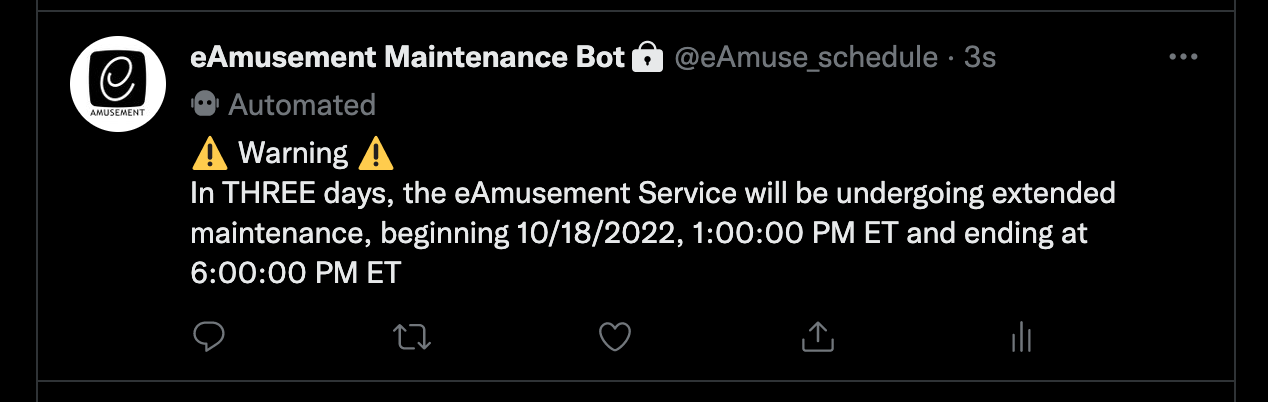 eAmusement Maintenance Bot🔒 @eAmuse_schedule · 3s
AMUSEMENT
Automated
⚠️ Warning ⚠️
In THREE days, the eAmusement Service will be undergoing extended
maintenance, beginning 10/18/2022, 1:00:00 PM ET and ending at
6:00:00 PM ET